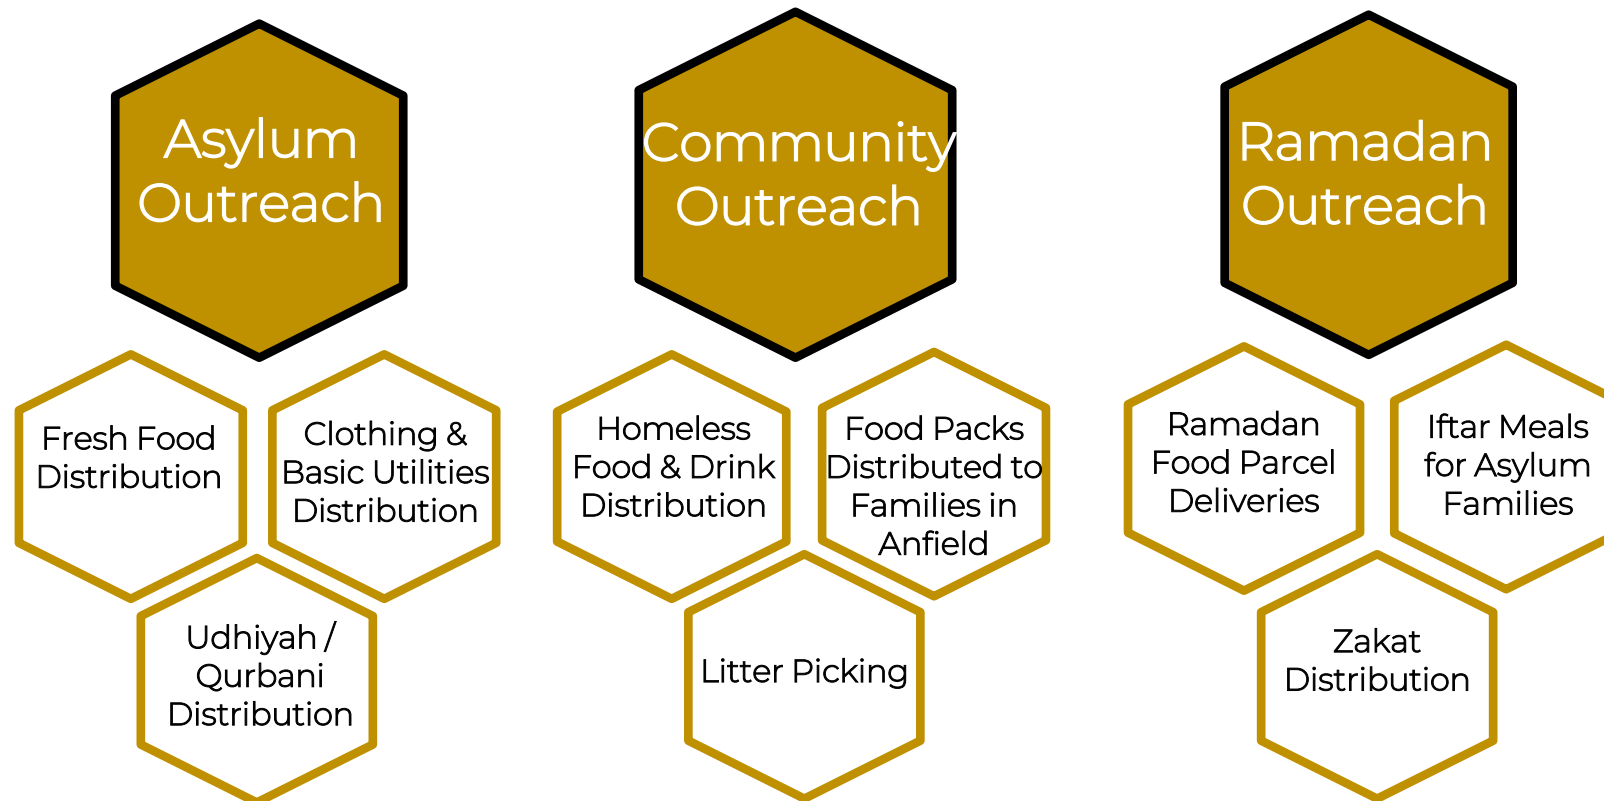 Asylum
Outreach
Community
Outreach
Ramadan
Outreach
Fresh Food
Distribution
Clothing &
Basic Utilities
Distribution
Udhiyah /
Qurbani
Distribution
Homeless
Food & Drink
Distribution
Food Packs
Distributed to
Families in
Anfield
Litter Picking
Ramadan
Food Parcel
Deliveries
Iftar Meals
for Asylum
Families
Zakat
Distribution